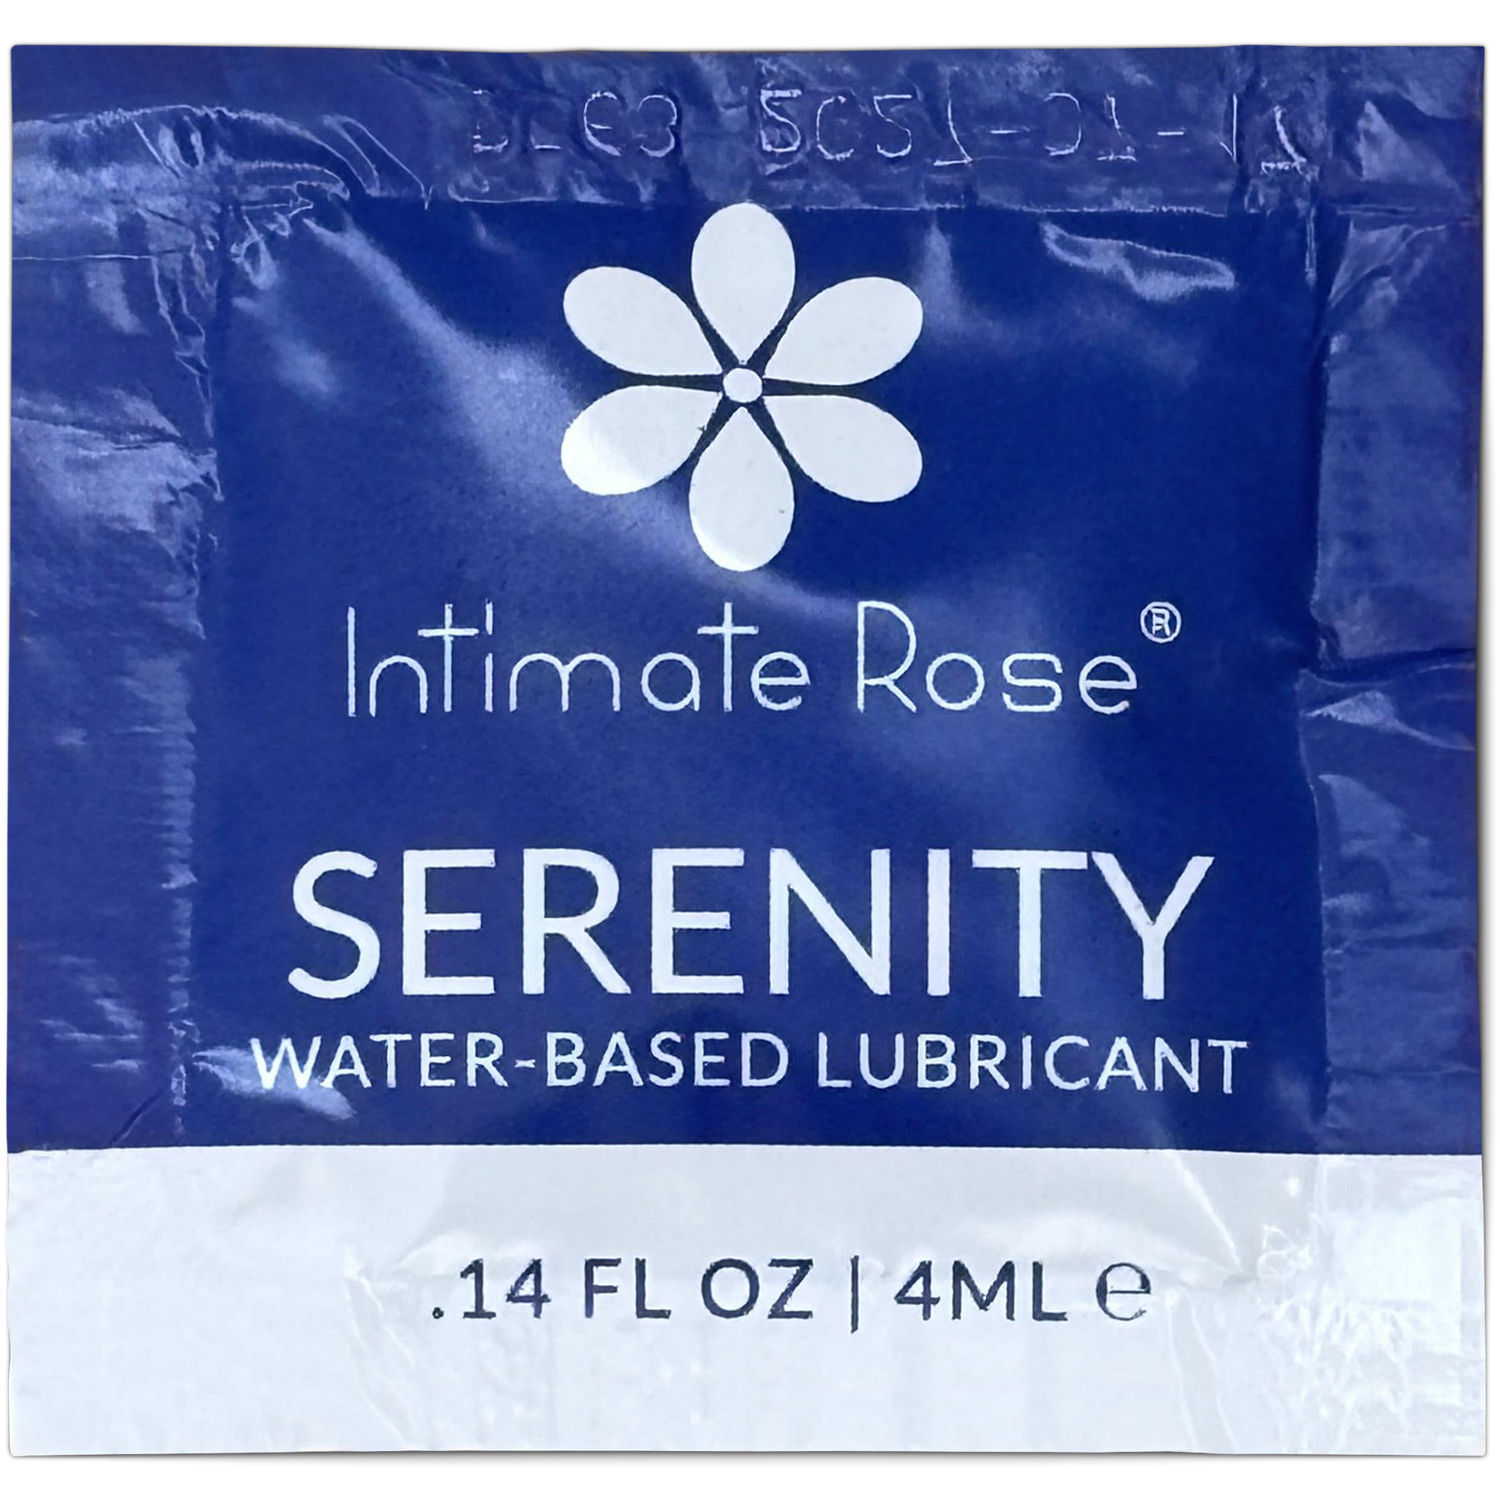 Intimate Rose®
SERENITY
WATER-BASED LUBRICANT
.14 FL OZ | 4ML ℮